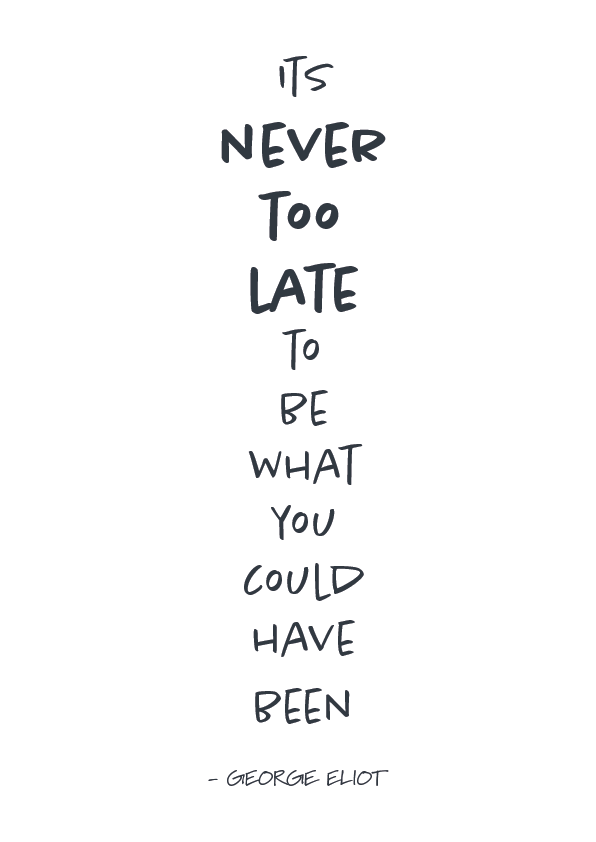 ITS
NEVER
TOO
LATE
TO
BE
WHAT
YOU
COULD
HAVE
BEEN
- GEORGE ELIOT